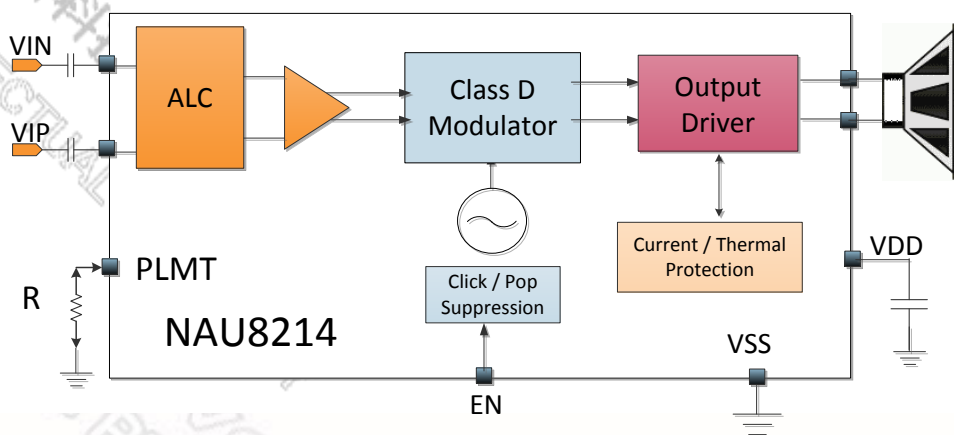 VIN
VIP
ALC
Class D
Modulator
Output
Driver
Current / Thermal
Protection
Click / Pop
Suppression
PLMT
R
NAU8214
VDD
VSS
EN